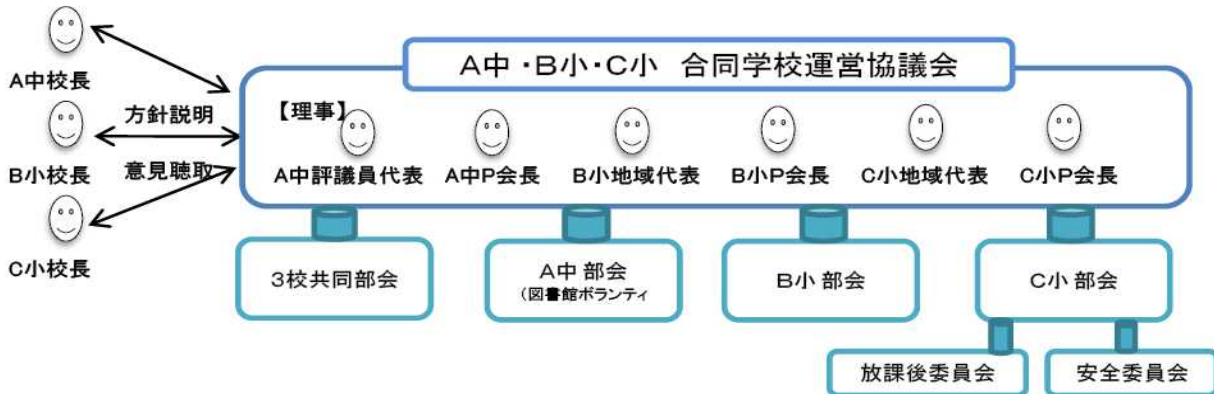 A中・B小・C小 合同学校運営協議会
A中校長
方針説明
B小校長
意見聴取
C小校長
【理事】
A中評議員代表
A中P会長
B小地域代表
B小P会長
C小地域代表
C小P会長
3校共同部会
A中 部会
（図書館ボランティ
B小 部会
C小 部会
放課後委員会
安全委員会